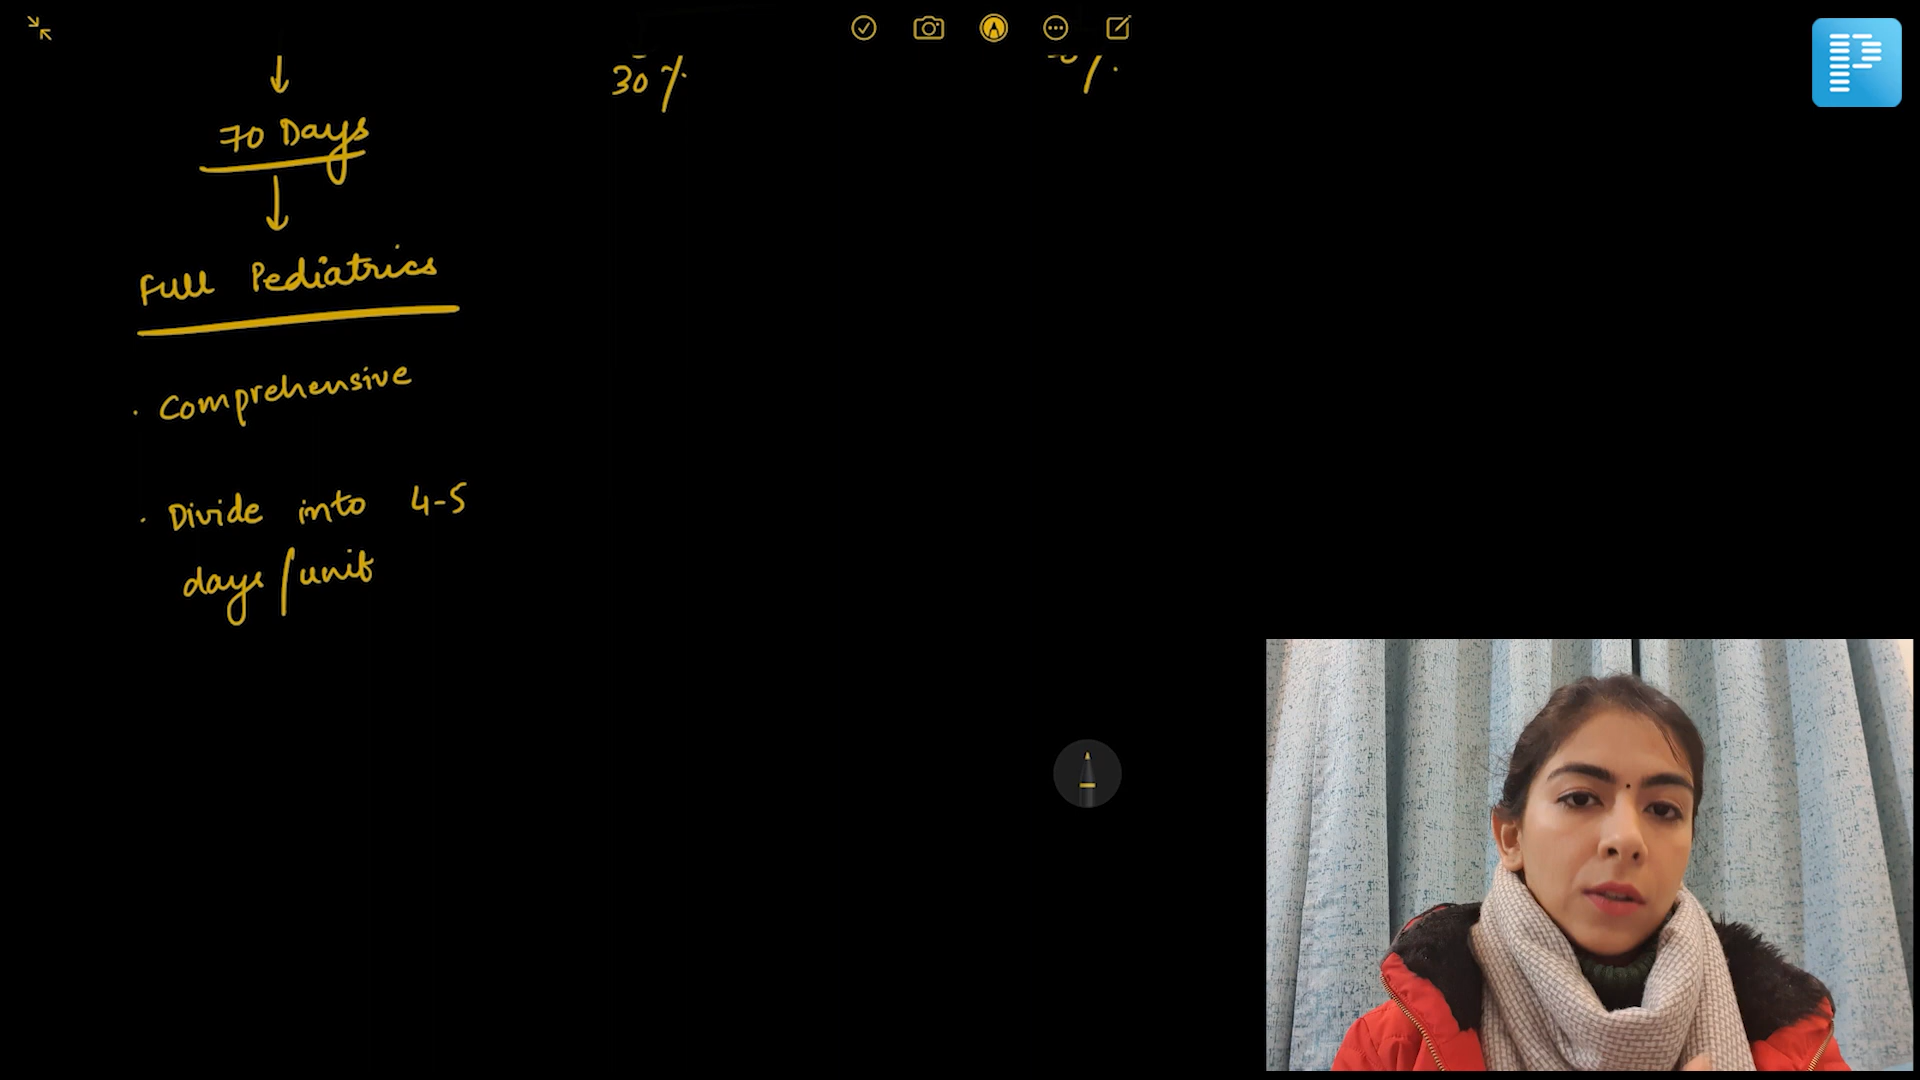 30%
70 Days
Full Pediatrics
· Comprehensive
· Divide into 4-5
days/unit